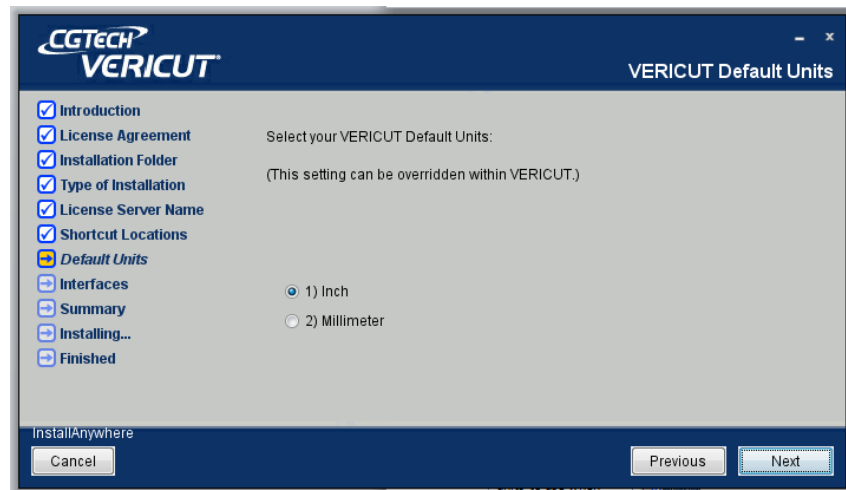 CGTECH
VERICUT
VERICUT Default Units
Introduction
License Agreement
Installation Folder
Type of Installation
License Server Name
Shortcut Locations
Default Units
Interfaces
Summary
Installing...
Finished
Select your VERICUT Default Units:
(This setting can be overridden within VERICUT.)
1) Inch
2) Millimeter
InstallAnywhere
Cancel
Previous
Next